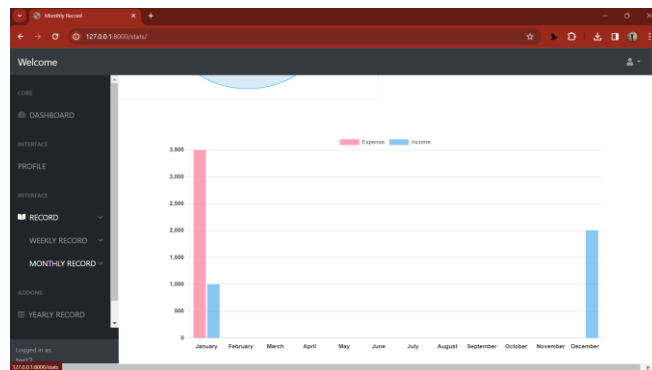 Monthly Record
127.0.0.1:8000/stats/
Welcome
CORE
DASHBOARD
INTERFACE
PROFILE
INTERFACE
RECORD
WEEKLY RECORD
MONTHLY RECORD
ADDONS
YEARLY RECORD
Logged in as:
test2
127.0.0.1:8000/stats
Expense Income
3,500
3,000
2,500
2,000
1,500
1,000
500
0
January February March April May June July August September October November December